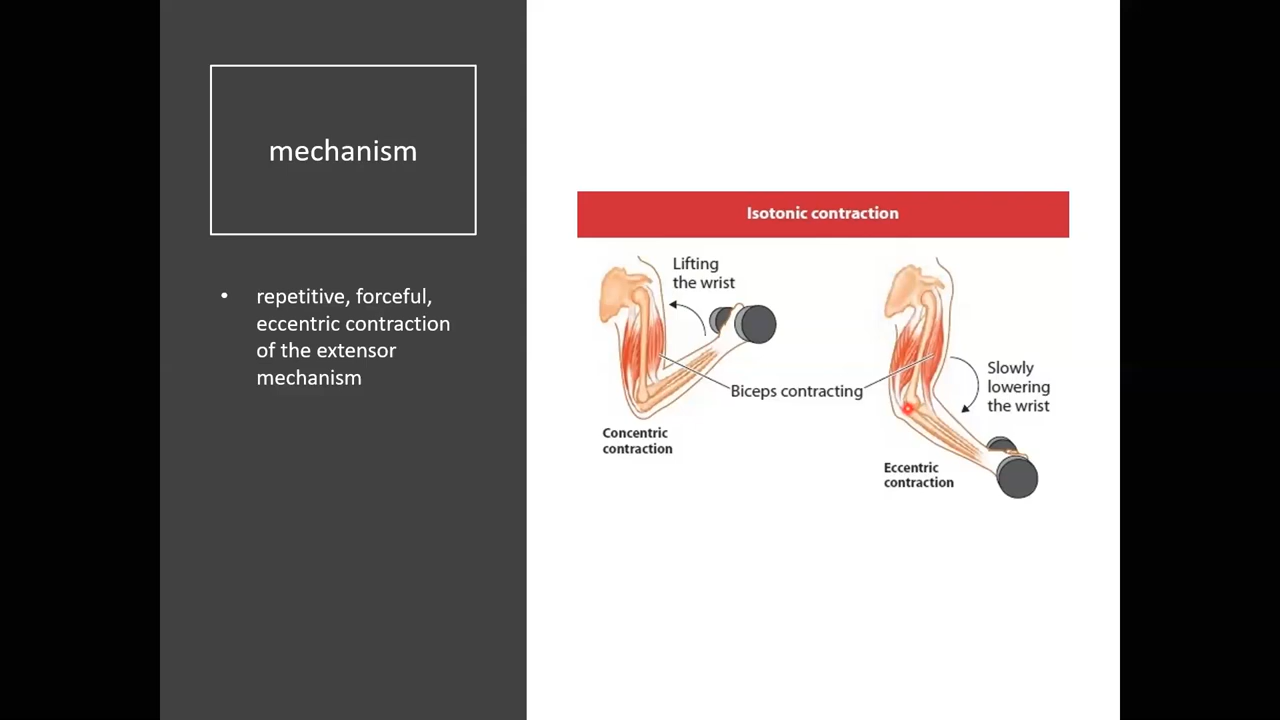 mechanism
• repetitive, forceful,
eccentric contraction
of the extensor
mechanism
Isotonic contraction
Lifting
the wrist
Biceps contracting
Concentric
contraction
Slowly
lowering
the wrist
Eccentric
contraction